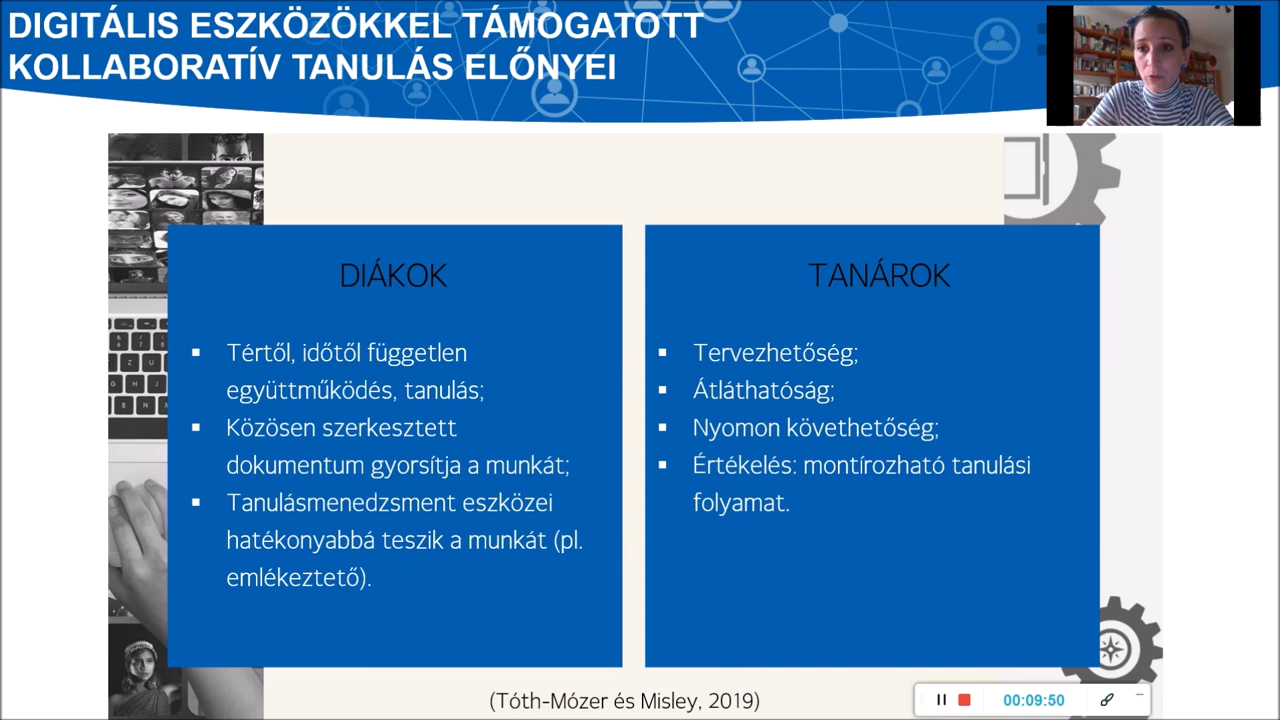 DIGITÁLIS ESZKÖZÖKKEL TÁMOGATOTT
KOLLABORATÍV TANULÁS ELŐNYEI
DIÁKOK
▪ Tértől, időtől független
együttműködés, tanulás;
▪ Közösen szerkesztett
dokumentum gyorsítja a munkát;
▪ Tanulásmenedzsment eszközei
hatékonyabbá teszik a munkát (pl.
emlékeztető).
TANÁROK
▪ Tervezhetőség;
▪ Átláthatóság;
▪ Nyomon követhetőség;
▪ Értékelés: montírozható tanulási
folyamat.
(Tóth-Mózer és Misley, 2019)
00:09:50